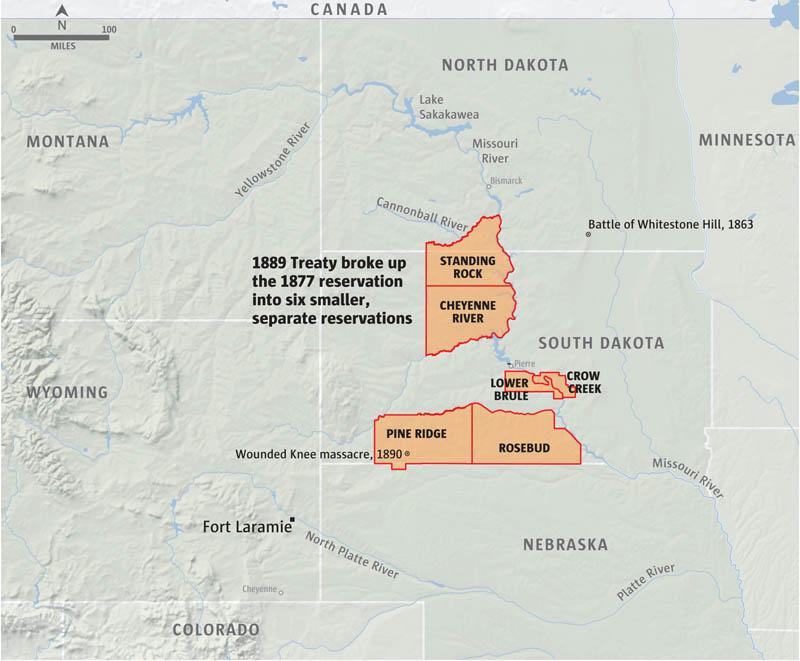 CANADA
N
0 100
MILES
NORTH DAKOTA
Lake
Sakakawea
MONTANA
MINNESOTA
Missouri
River
Yellowstone River
Bismarck
Cannonball River
Battle of Whitestone Hill, 1863
1889 Treaty broke up
the 1877 reservation
into six smaller,
separate reservations
STANDING
ROCK
CHEYENNE
RIVER
SOUTH DAKOTA
Pierre
WYOMING
LOWER
BRULE
CROW
CREEK
PINE RIDGE
ROSEBUD
Wounded Knee massacre, 1890
Missouri River
Fort Laramie
North Platte River
NEBRASKA
Platte River
Cheyenne
COLORADO